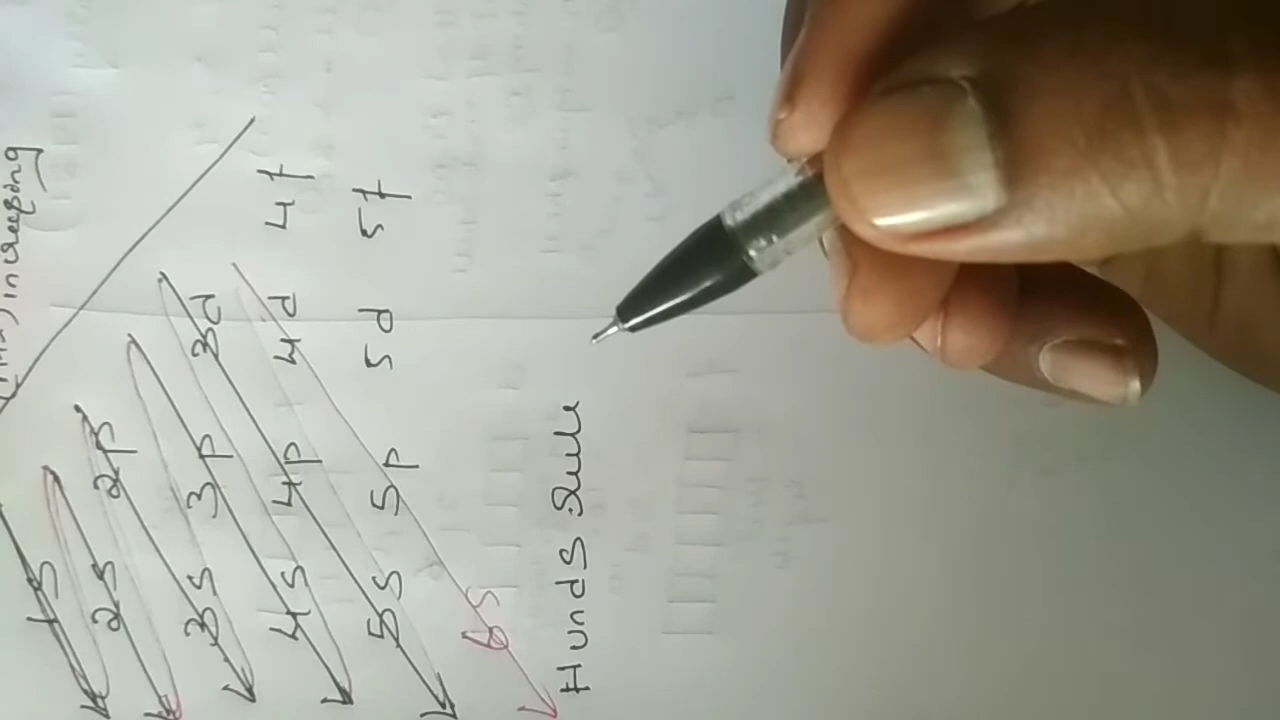 increasing
1s
2s 2p
3s 3p 3d
4s 4p 4d 4f
5s 5p 5d 5f
6s
Hunds rule